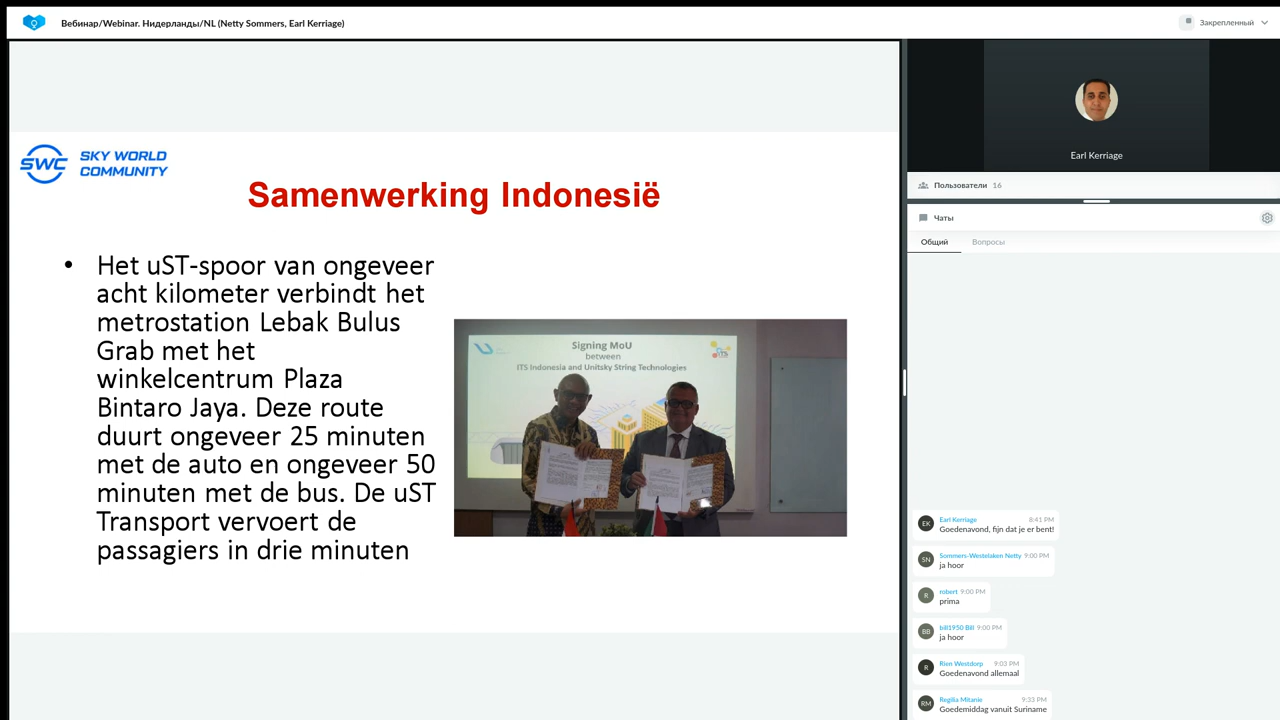 Вебинар/Webinar. Нидерланды/NL (Netty Sommers, Earl Kerriage)
Закрепленный
SWC SKY WORLD
COMMUNITY
Samenwerking Indonesië
• Het uST-spoor van ongeveer
acht kilometer verbindt het
metrostation Lebak Bulus
Grab met het
winkelcentrum Plaza
Bintaro Jaya. Deze route
duurt ongeveer 25 minuten
met de auto en ongeveer 50
minuten met de bus. De uST
Transport vervoert de
passagiers in drie minuten
Signing MoU
between
ITS Indonesia and Unitsky String Technologies
ITS
Earl Kerriage
Пользователи 16
Чаты
Общий Вопросы
EK Earl Kerriage 8:41 PM
Goedenavond, fijn dat je er bent!
SN Sommers-Westelaken Netty 9:00 PM
ja hoor
R robert 9:00 PM
prima
BB bill1950 Bill 9:00 PM
ja hoor
R Rien Westdorp 9:03 PM
Goedenavond allemaal
RM Regilia Mitanie 9:33 PM
Goedemiddag vanuit Suriname